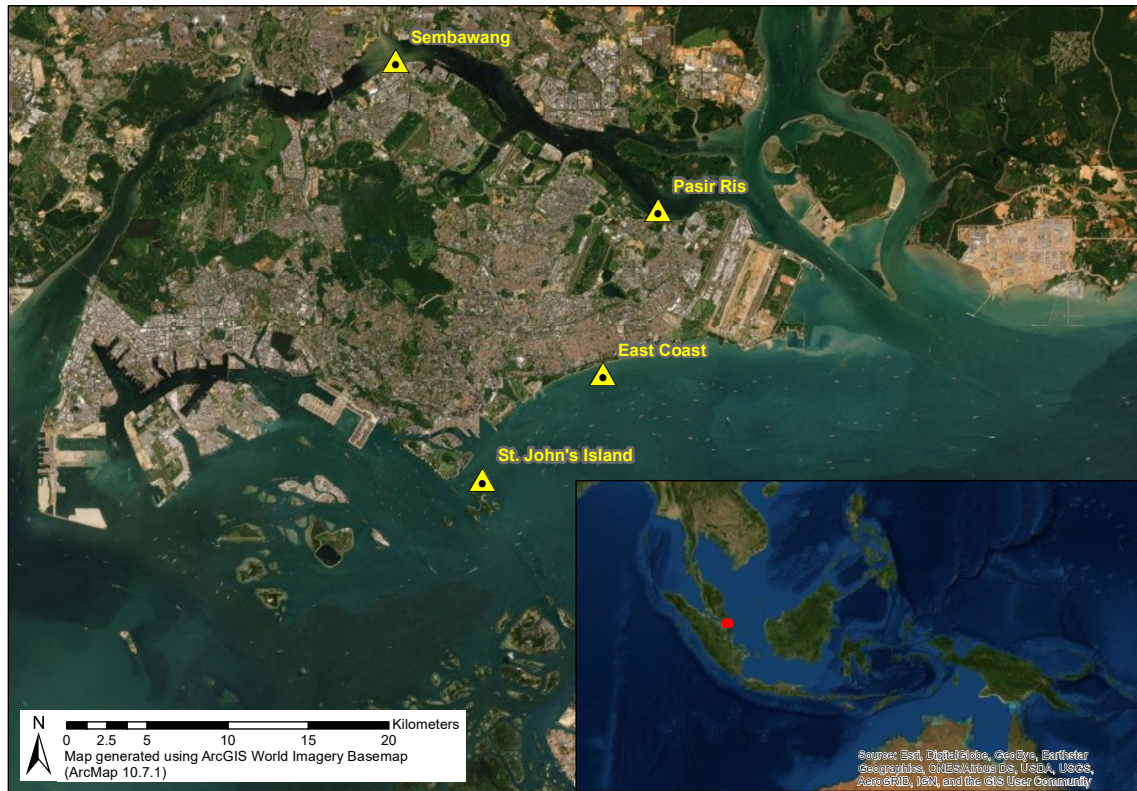 Sembawang
Pasir Ris
East Coast
St. John's Island
N
Kilometers
0 2.5 5 10 15 20
Map generated using ArcGIS World Imagery Basemap
(ArcMap 10.7.1)
Source: Esri, DigitalGlobe, GeoEye, Earthstar
Geographics, CNES/Airbus DS, USDA, USGS,
AeroGRID, IGN, and the GIS User Community